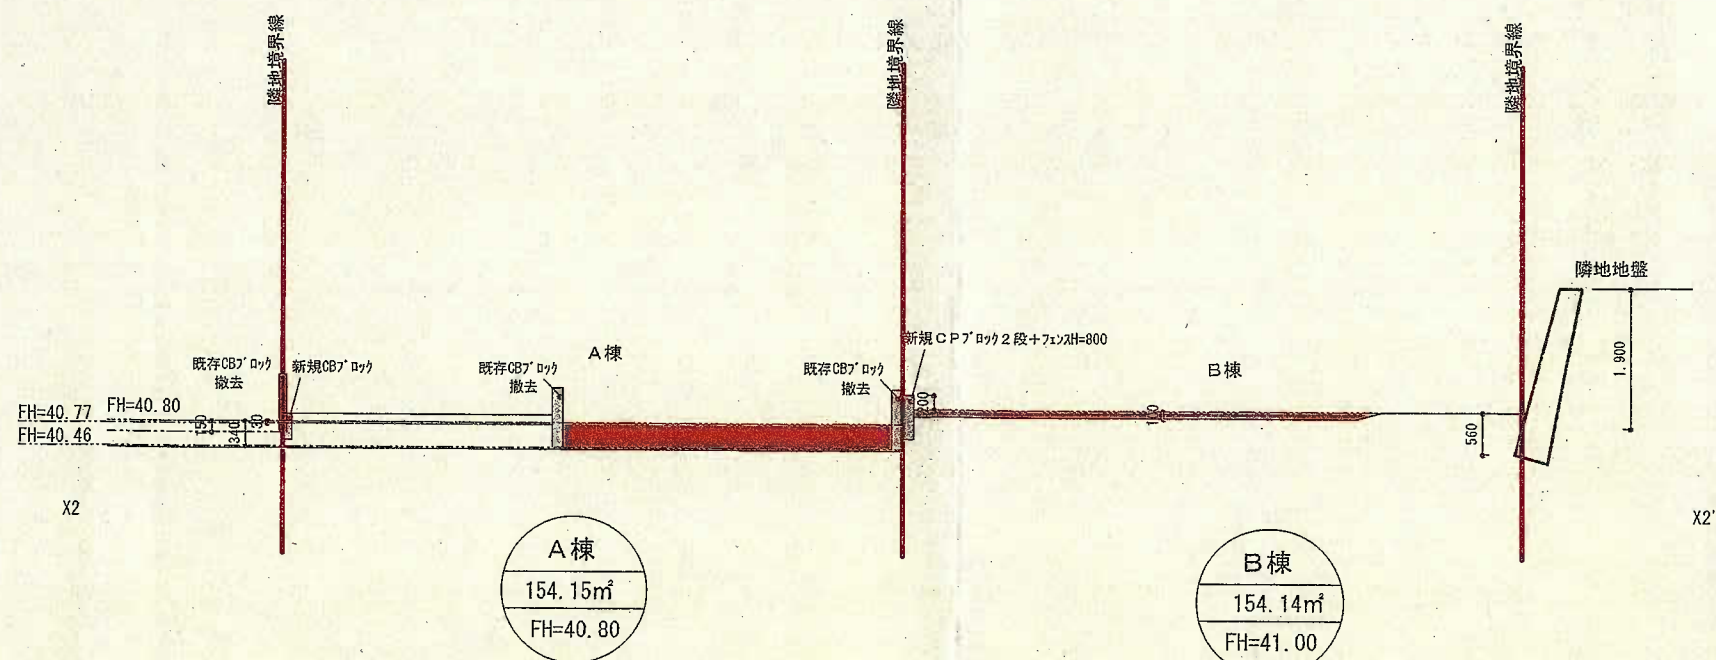 隣地境界線
隣地境界線
隣地境界線
隣地地盤
1.900
新規CPブロック2段+フェンスH=800
既存CBブロック
撤去
新規CBブロック
既存CBブロック
撤去
A棟
既存CBブロック
撤去
B棟
FH=40.77
FH=40.80
FH=40.46
150
340
30
200
100
560
X2
X2'
A棟
154.15㎡
FH=40.80
B棟
154.14㎡
FH=41.00